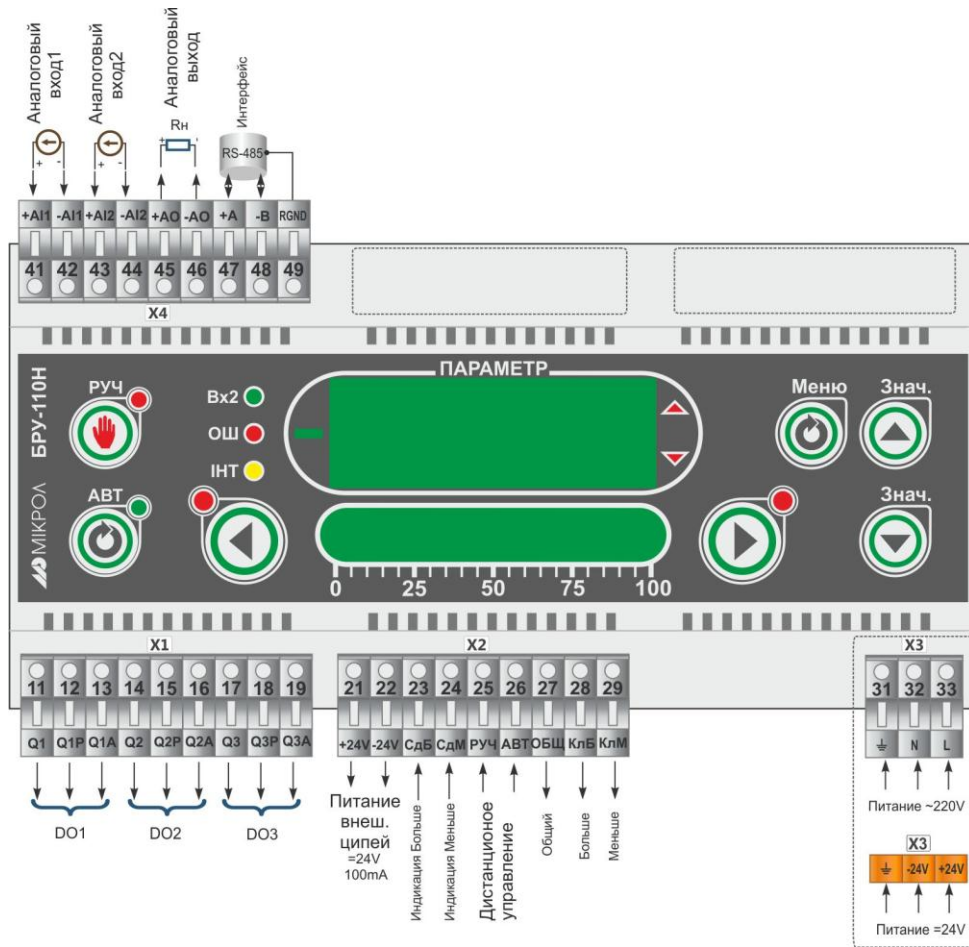 Аналоговый
вход1
Аналоговый
вход2
Аналоговый
выход
Интерфейс
Rн
RS-485
+ -
+ -
+ -
+AI1 -AI1 +AI2 -AI2 +AO -AO +A -B RGND
41 42 43 44 45 46 47 48 49
X4
ПАРАМЕТР
БРУ-110Н
МІКРОЛ
РУЧ
АВТ
Вх2
ОШ
ІНТ
Меню
Знач.
Знач.
0 25 50 75 100
X1
11 12 13 14 15 16 17 18 19
Q1 Q1P Q1A Q2 Q2P Q2A Q3 Q3P Q3A
DO1 DO2 DO3
X2
21 22 23 24 25 26 27 28 29
+24V -24V СдБ СдМ РУЧ АВТ ОБЩ КлБ КлМ
Питание
внеш.
ципей
=24V
100mA
Индикация Больше
Индикация Меньше
Дистанционое
управление
Общий
Больше
Меньше
X3
31 32 33
N L
Питание ~220V
X3
-24V +24V
Питание =24V